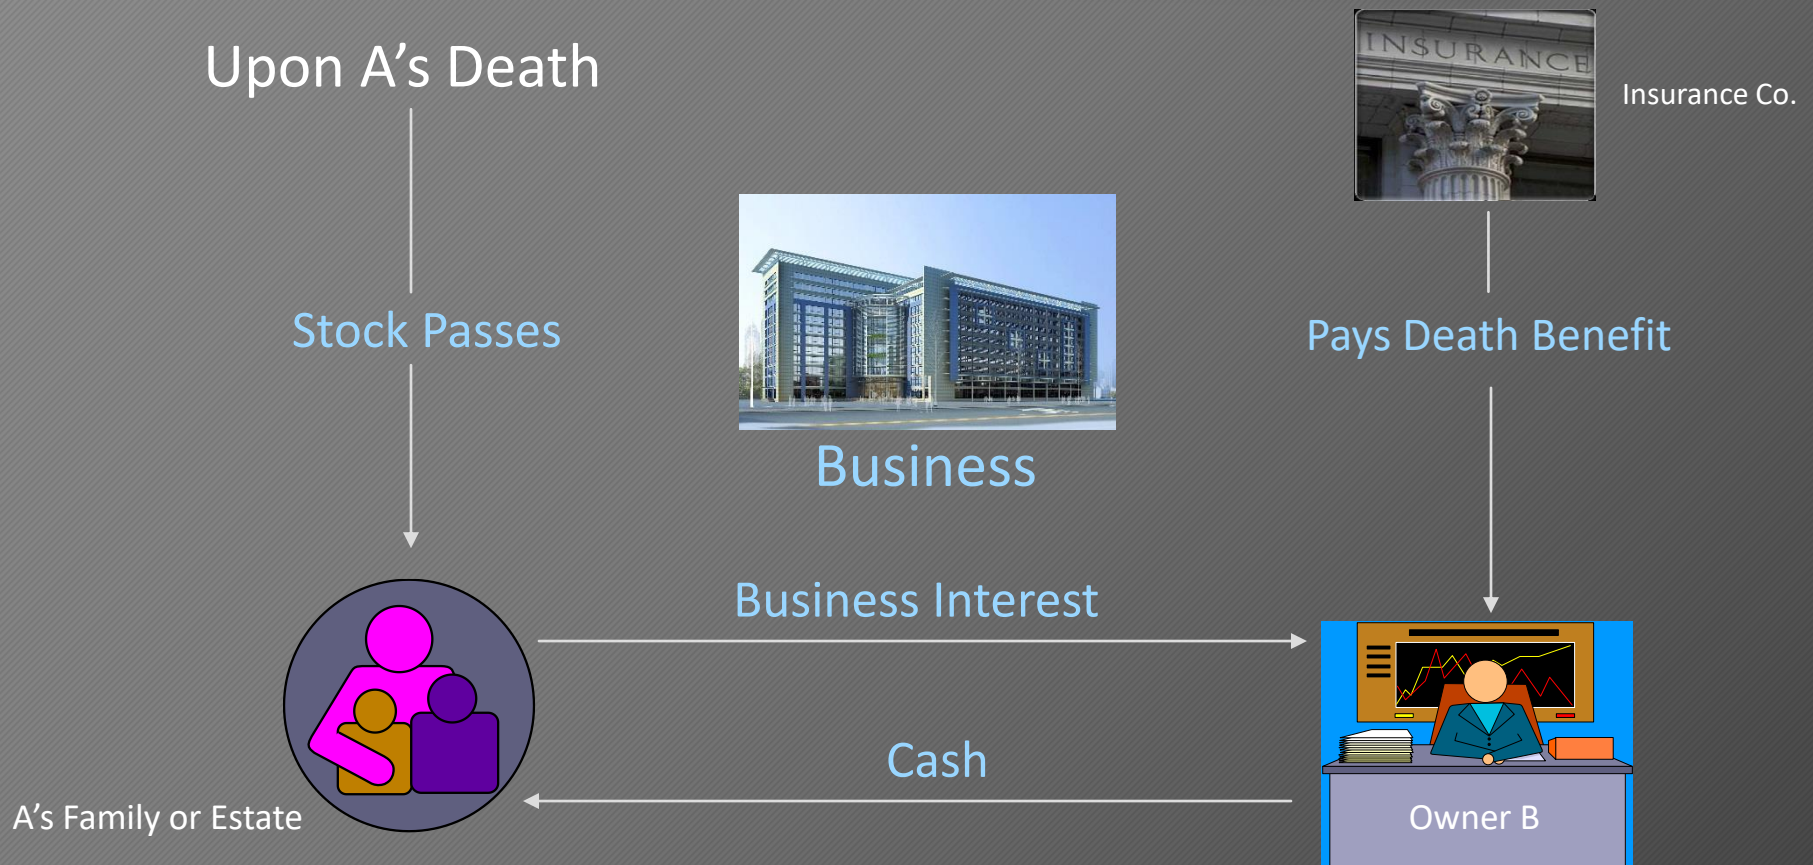 Upon A’s Death
INSURANCE
Insurance Co.
Stock Passes
Pays Death Benefit
Business
Business Interest
Cash
A’s Family or Estate
Owner B